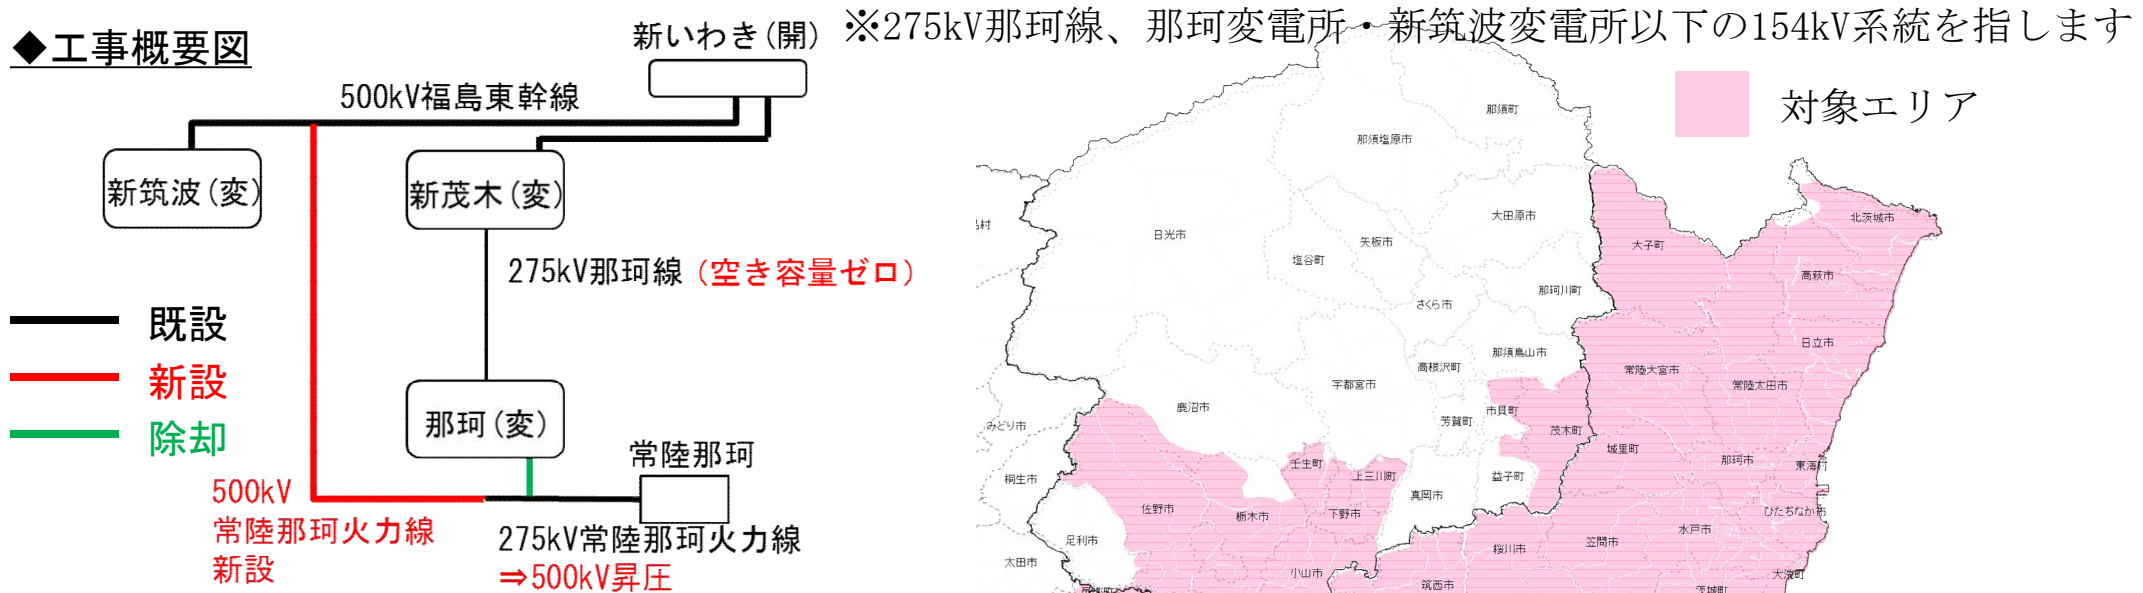 ◆工事概要図
新いわき(開)
※275kV那珂線、那珂変電所・新筑波変電所以下の154kV系統を指します
500kV福島東幹線
対象エリア
新筑波(変)
新茂木(変)
275kV那珂線(空き容量ゼロ)
既設
新設
除却
那珂(変)
常陸那珂
500kV
常陸那珂火力線
新設
275kV常陸那珂火力線
⇒500kV昇圧
那須町
那須塩原市
大田原市
北茨城市
日光市
矢板市
大子町
塩谷町
高萩市
那珂川町
さくら市
日立市
那須烏山市
高根沢町
常陸大宮市
宇都宮市
常陸太田市
鹿沼市
市貝町
芳賀町
みどり市
茂木町
城里町
那珂市
東海村
壬生町
上三川町
益子町
桐生市
真岡市
佐野市
栃木市
下野市
ひたちなか市
水戸市
足利市
笠間市
桜川市
太田市
小山市
大洗町
筑西市
茨城町